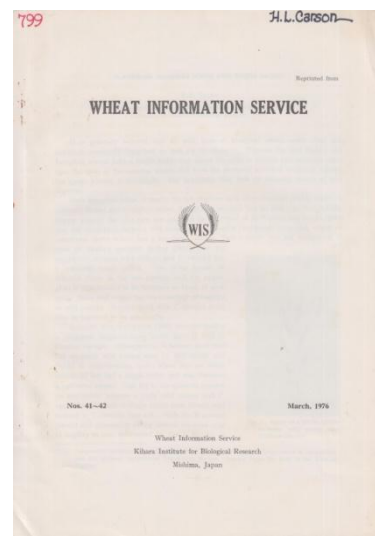 799
H.L. Carson
Reprinted from
WHEAT INFORMATION SERVICE
WIS
Nos. 41~42
March, 1976
Wheat Information Service
Kihara Institute for Biological Research
Mishima, Japan